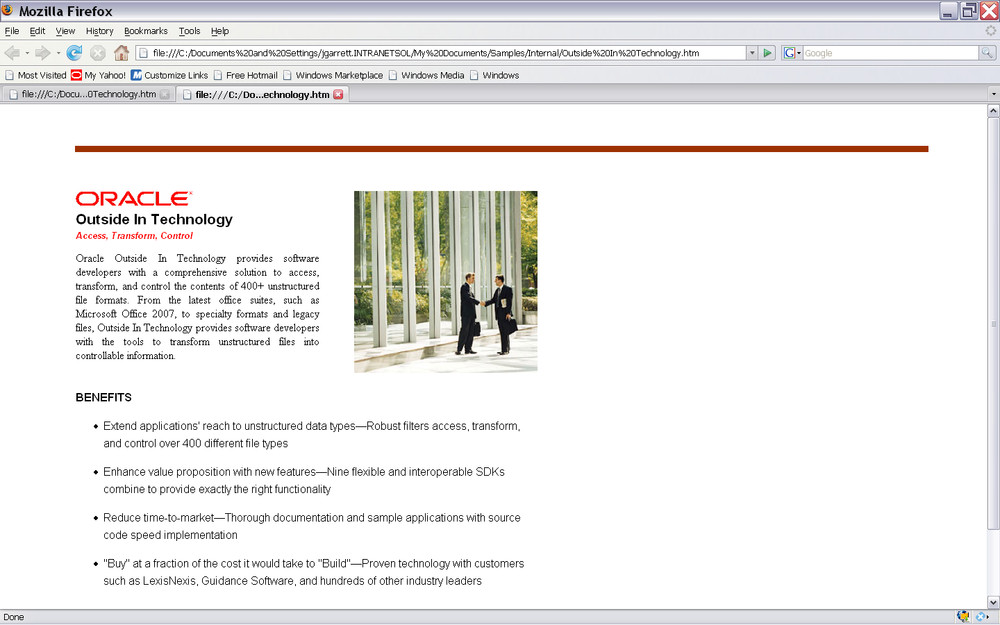 Mozilla Firefox
File Edit View History Bookmarks Tools Help
file:///C:/Documents%20and%20Settings/jgarrett.INTRANETSOL/My%20Documents/Samples/Internal/Outside%20In%20Technology.htm
G Google
Most Visited My Yahoo! Customize Links Free Hotmail Windows Marketplace Windows Media Windows
file:///C:/Docu...0Technology.htm file:///C:/Do...echnology.htm
ORACLE
Outside In Technology
Access, Transform, Control
Oracle Outside In Technology provides software
developers with a comprehensive solution to access,
transform, and control the contents of 400+ unstructured
file formats. From the latest office suites, such as
Microsoft Office 2007, to specialty formats and legacy
files, Outside In Technology provides software developers
with the tools to transform unstructured files into
controllable information.
BENEFITS
• Extend applications' reach to unstructured data types—Robust filters access, transform,
and control over 400 different file types
• Enhance value proposition with new features—Nine flexible and interoperable SDKs
combine to provide exactly the right functionality
• Reduce time-to-market—Thorough documentation and sample applications with source
code speed implementation
• "Buy" at a fraction of the cost it would take to "Build"—Proven technology with customers
such as LexisNexis, Guidance Software, and hundreds of other industry leaders
Done